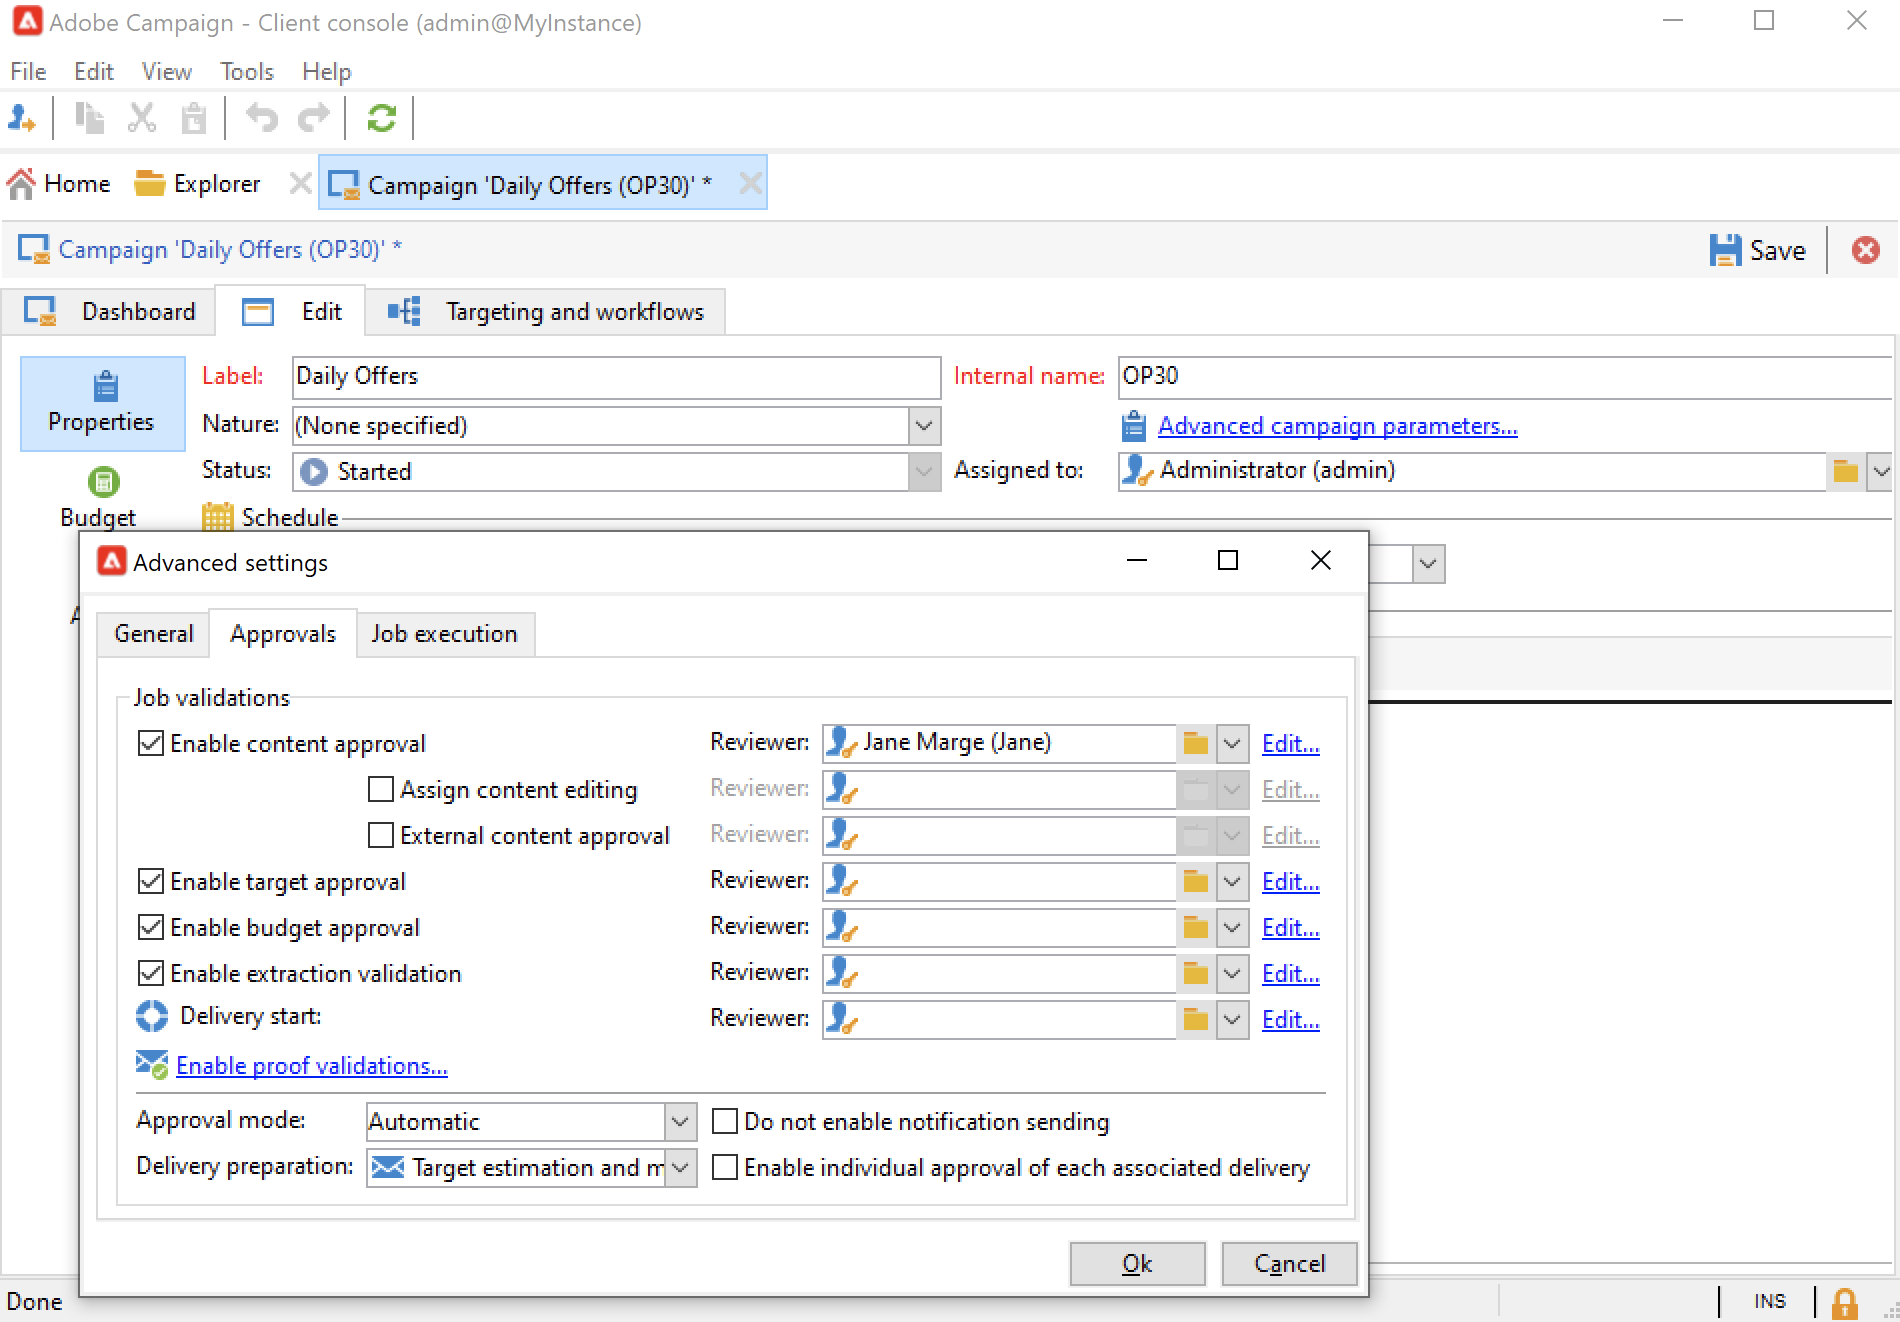 Adobe Campaign - Client console (admin@MyInstance)
File Edit View Tools Help
Home Explorer Campaign 'Daily Offers (OP30)' *
Campaign 'Daily Offers (OP30)' * Save
Dashboard Edit Targeting and workflows
Properties Label: Daily Offers Internal name: OP30
Nature: (None specified) Advanced campaign parameters...
Status: Started Assigned to: Administrator (admin)
Budget Schedule
Advanced settings
General Approvals Job execution
Job validations
Enable content approval Reviewer: Jane Marge (Jane) Edit...
Assign content editing Reviewer: Edit...
External content approval Reviewer: Edit...
Enable target approval Reviewer: Edit...
Enable budget approval Reviewer: Edit...
Enable extraction validation Reviewer: Edit...
Delivery start: Reviewer: Edit...
Enable proof validations...
Approval mode: Automatic Do not enable notification sending
Delivery preparation: Target estimation and m Enable individual approval of each associated delivery
Ok Cancel
Done INS